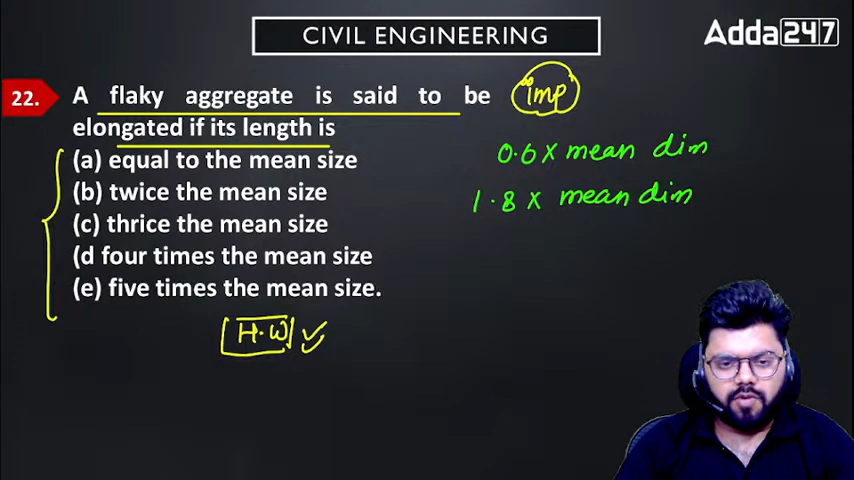 CIVIL ENGINEERING
Adda247
22.
A flaky aggregate is said to be
imp
elongated if its length is
(a) equal to the mean size
(b) twice the mean size
(c) thrice the mean size
(d four times the mean size
(e) five times the mean size.
0.6 x mean dim
1.8 x mean dim
H.W